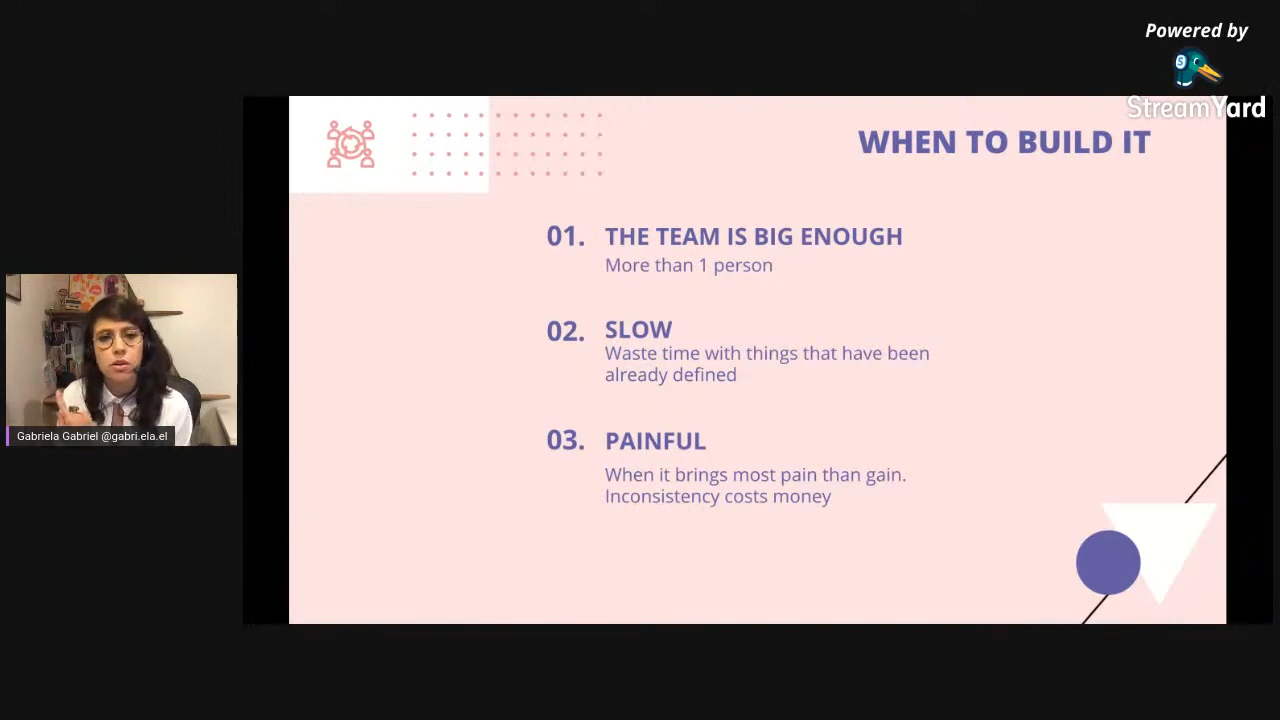 Powered by
StreamYard
WHEN TO BUILD IT
01. THE TEAM IS BIG ENOUGH
More than 1 person
02. SLOW
Waste time with things that have been
already defined
03. PAINFUL
When it brings most pain than gain.
Inconsistency costs money
Gabriela Gabriel @gabri.ela.el